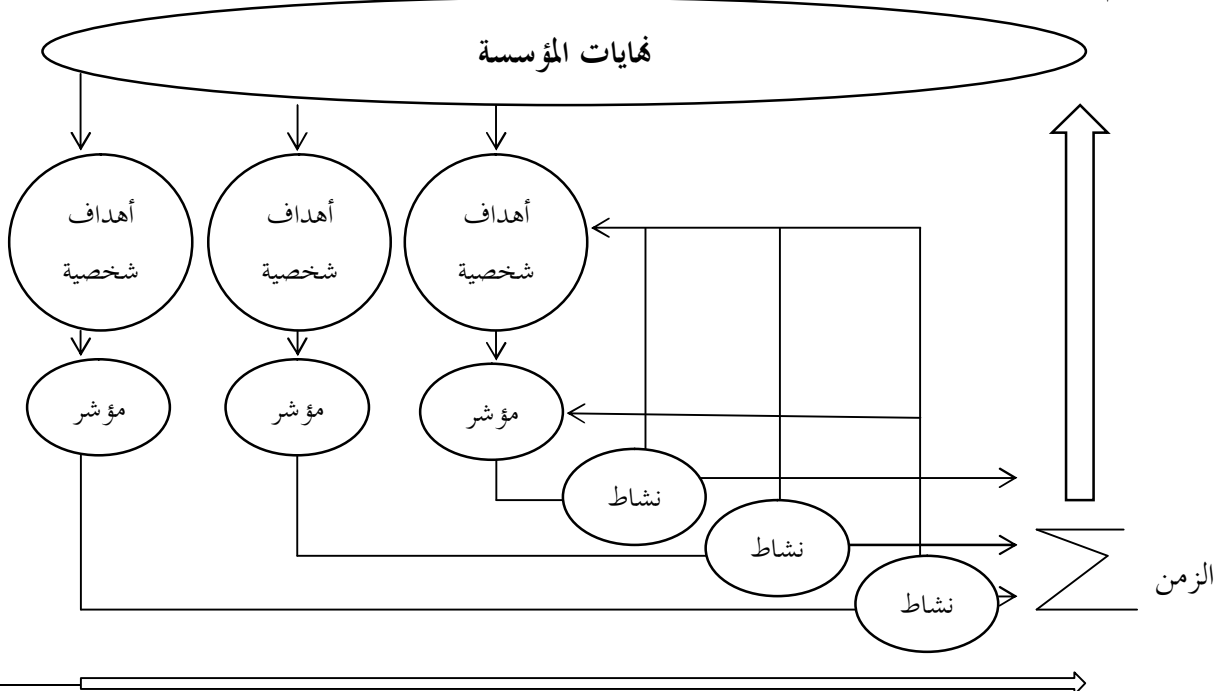 نهايات المؤسسة
أهداف
شخصية
أهداف
شخصية
أهداف
شخصية
مؤشر
مؤشر
مؤشر
نشاط
نشاط
نشاط
الزمن